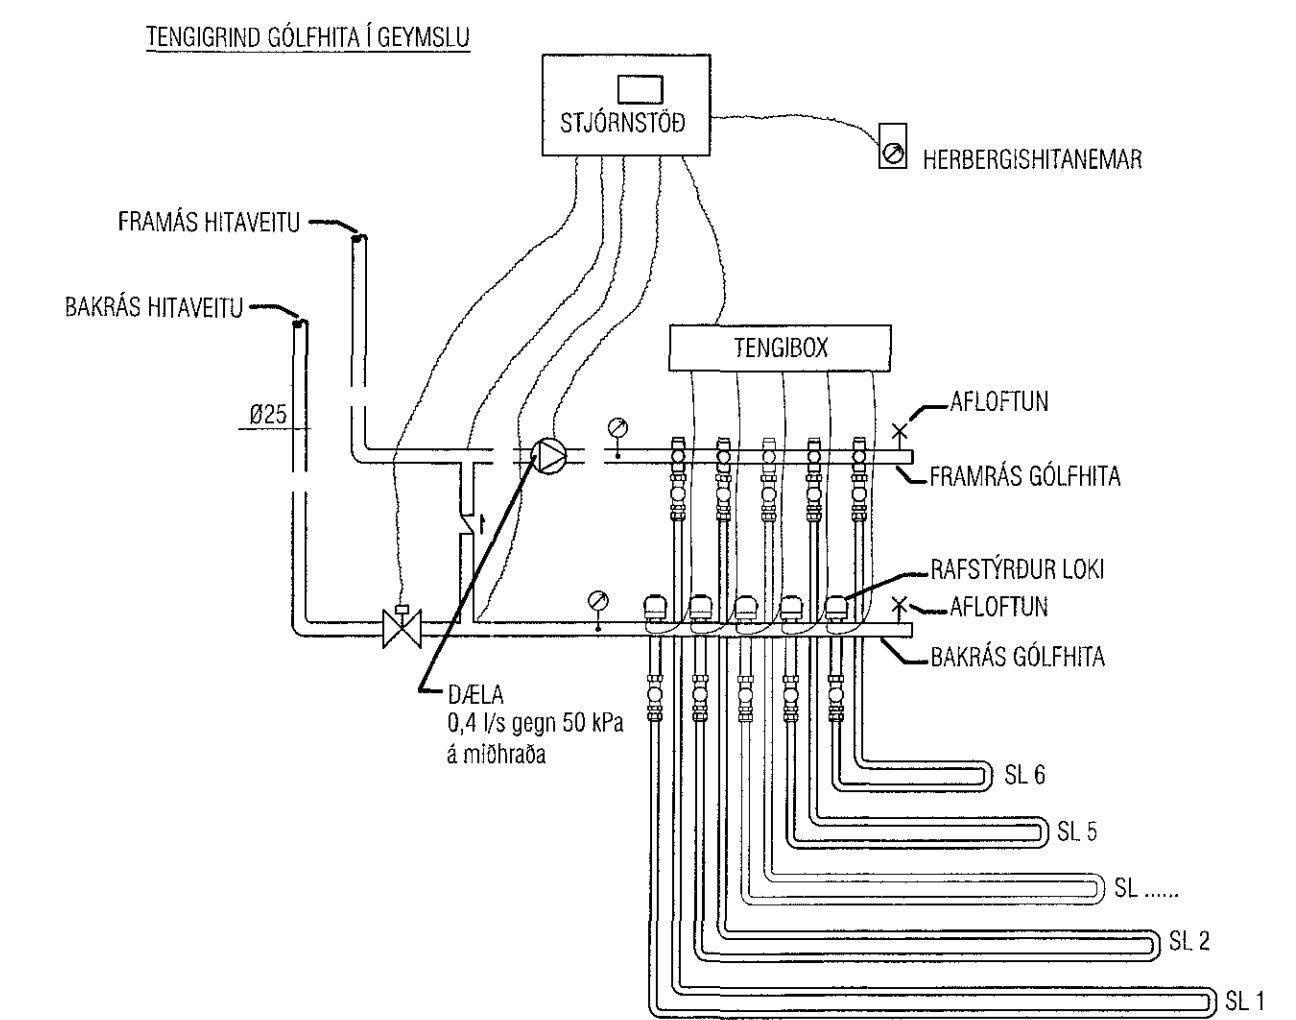 TENGIGRIND GÓLFHITA Í GEYMSLU
STJÓRNSTÖÐ
HERBERGISHITANEMAR
FRAMÁS HITAVEITU
BAKRÁS HITAVEITU
TENGIBOX
Ø25
AFLOFTUN
FRAMRÁS GÓLFHITA
RAFSTÝRÐUR LOKI
AFLOFTUN
BAKRÁS GÓLFHITA
DÆLA
0,4 l/s gegn 50 kPa
á miðhraða
SL 6
SL 5
SL ......
SL 2
SL 1